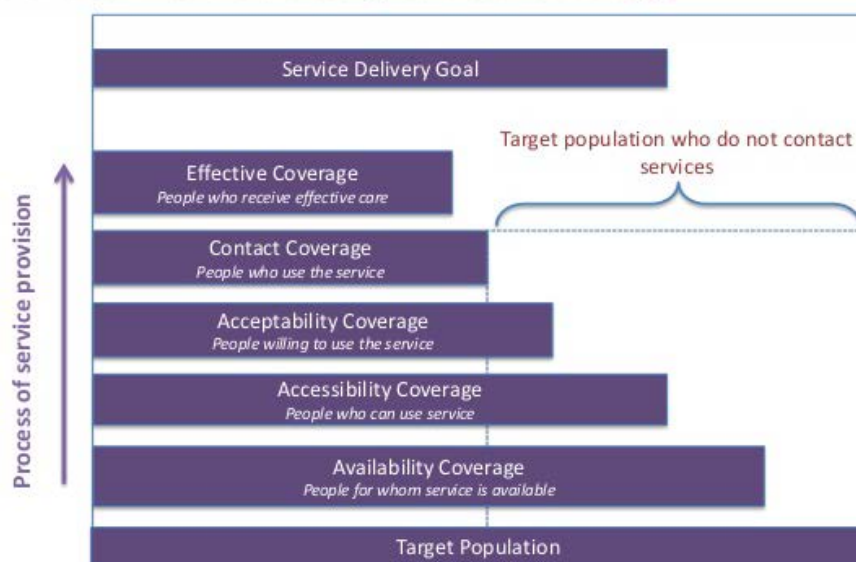 Service Delivery Goal
Target population who do not contact
services
Effective Coverage
People who receive effective care
Contact Coverage
People who use the service
Acceptability Coverage
People willing to use the service
Accessibility Coverage
People who can use service
Availability Coverage
People for whom service is available
Target Population
Process of service provision